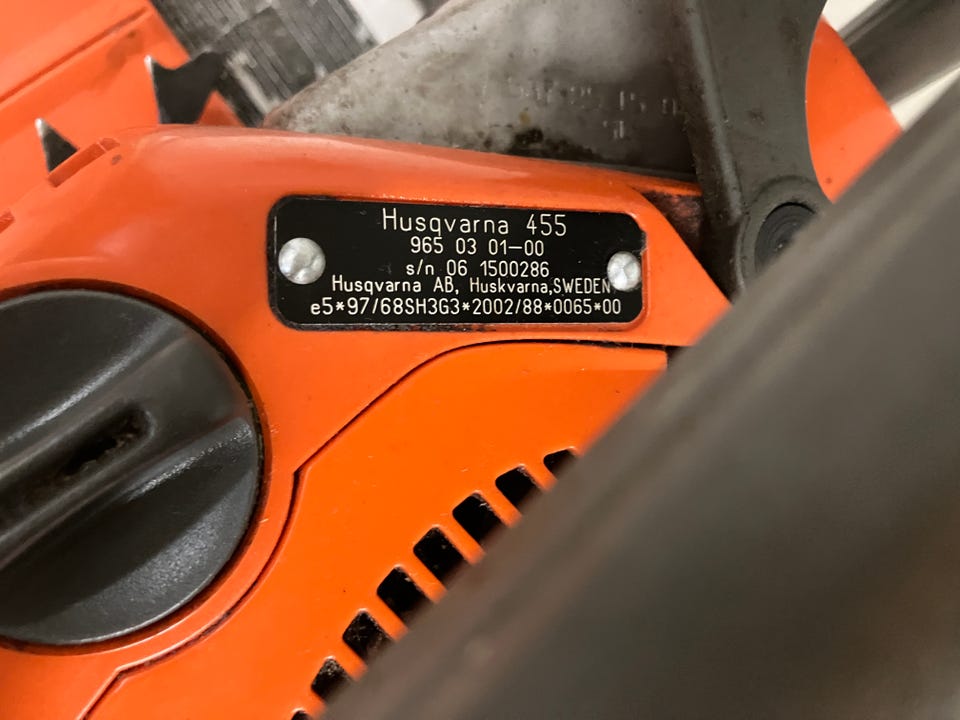 Husqvarna 455
965 03 01-00
s/n 06 1500286
Husqvarna AB, Huskvarna,SWEDEN
e5*97/68SH3G3*2002/88*0065*00